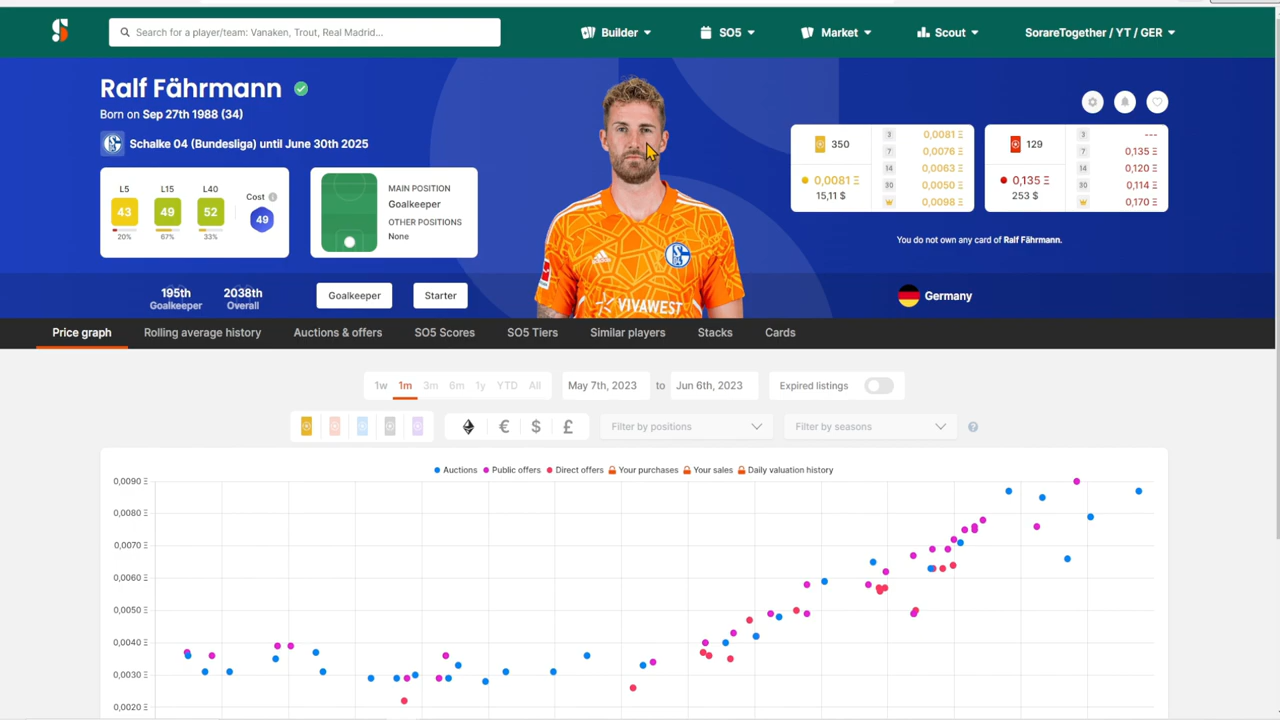 Search for a player/team: Vanaken, Trout, Real Madrid...
Builder
SO5
Market
Scout
SorareTogether / YT / GER
Ralf Fährmann
Born on Sep 27th 1988 (34)
Schalke 04 (Bundesliga) until June 30th 2025
L5
L15
L40
Cost
43
49
52
49
20%
67%
33%
MAIN POSITION
Goalkeeper
OTHER POSITIONS
None
195th
Goalkeeper
2038th
Overall
Goalkeeper
Starter
VIVAWEST
350
0,0081 Ξ
15,11 $
3 0,0081 Ξ
7 0,0076 Ξ
14 0,0063 Ξ
30 0,0050 Ξ
0,0098 Ξ
129
0,135 Ξ
253 $
3 ---
7 0,135 Ξ
14 0,120 Ξ
30 0,114 Ξ
0,170 Ξ
You do not own any card of Ralf Fährmann.
Germany
Price graph
Rolling average history
Auctions & offers
SO5 Scores
SO5 Tiers
Similar players
Stacks
Cards
1w 1m 3m 6m 1y YTD All
May 7th, 2023 to Jun 6th, 2023
Expired listings
€ $ £
Filter by positions
Filter by seasons
?
Auctions Public offers Direct offers Your purchases Your sales Daily valuation history
0,0090 Ξ
0,0080 Ξ
0,0070 Ξ
0,0060 Ξ
0,0050 Ξ
0,0040 Ξ
0,0030 Ξ
0,0020 Ξ